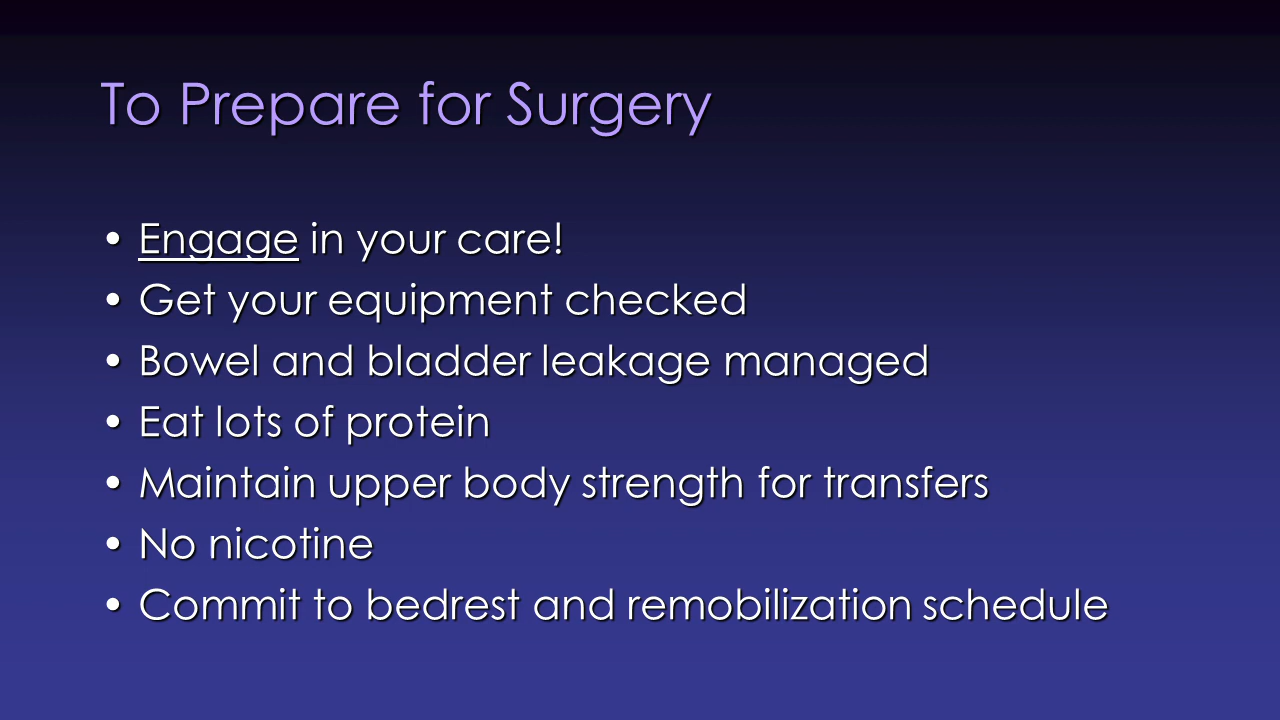 To Prepare for Surgery
• Engage in your care!
• Get your equipment checked
• Bowel and bladder leakage managed
• Eat lots of protein
• Maintain upper body strength for transfers
• No nicotine
• Commit to bedrest and remobilization schedule